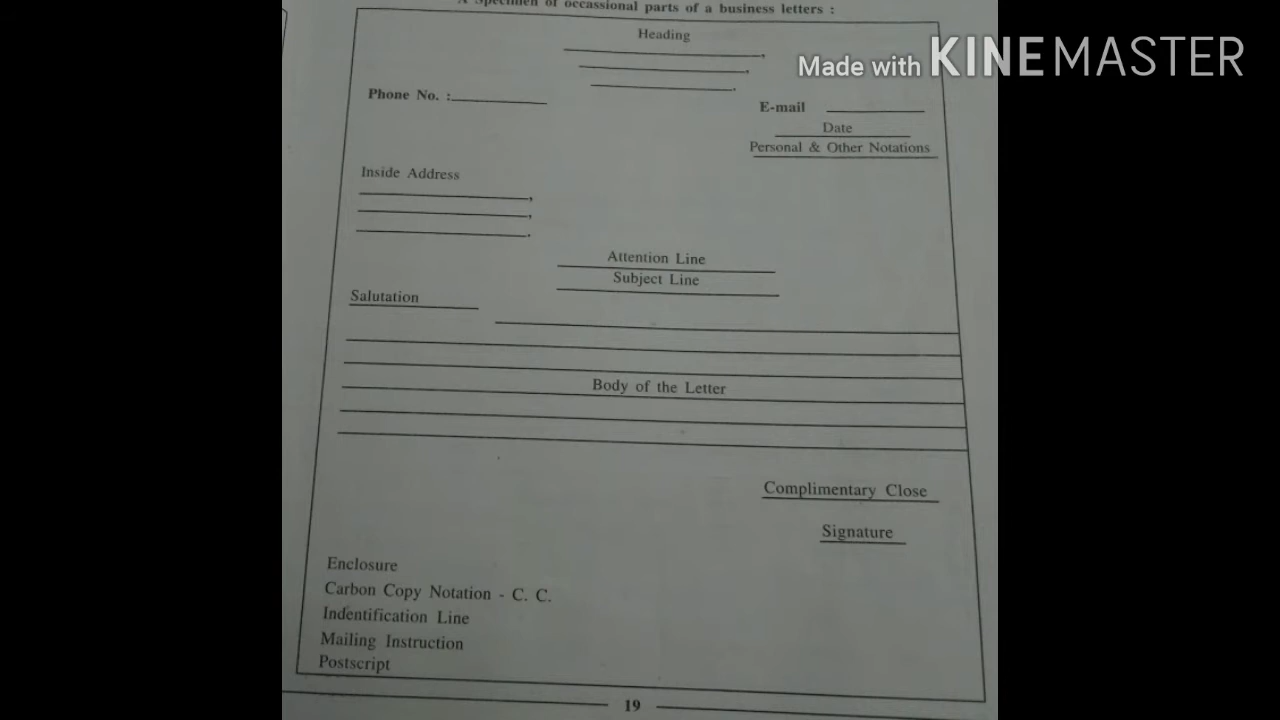 A Specimen of occassional parts of a business letters :
Heading
Made with KINEMASTER
Phone No. :
E-mail
Date
Personal & Other Notations
Inside Address
Attention Line
Subject Line
Salutation
Body of the Letter
Complimentary Close
Signature
Enclosure
Carbon Copy Notation - C. C.
Indentification Line
Mailing Instruction
Postscript
19